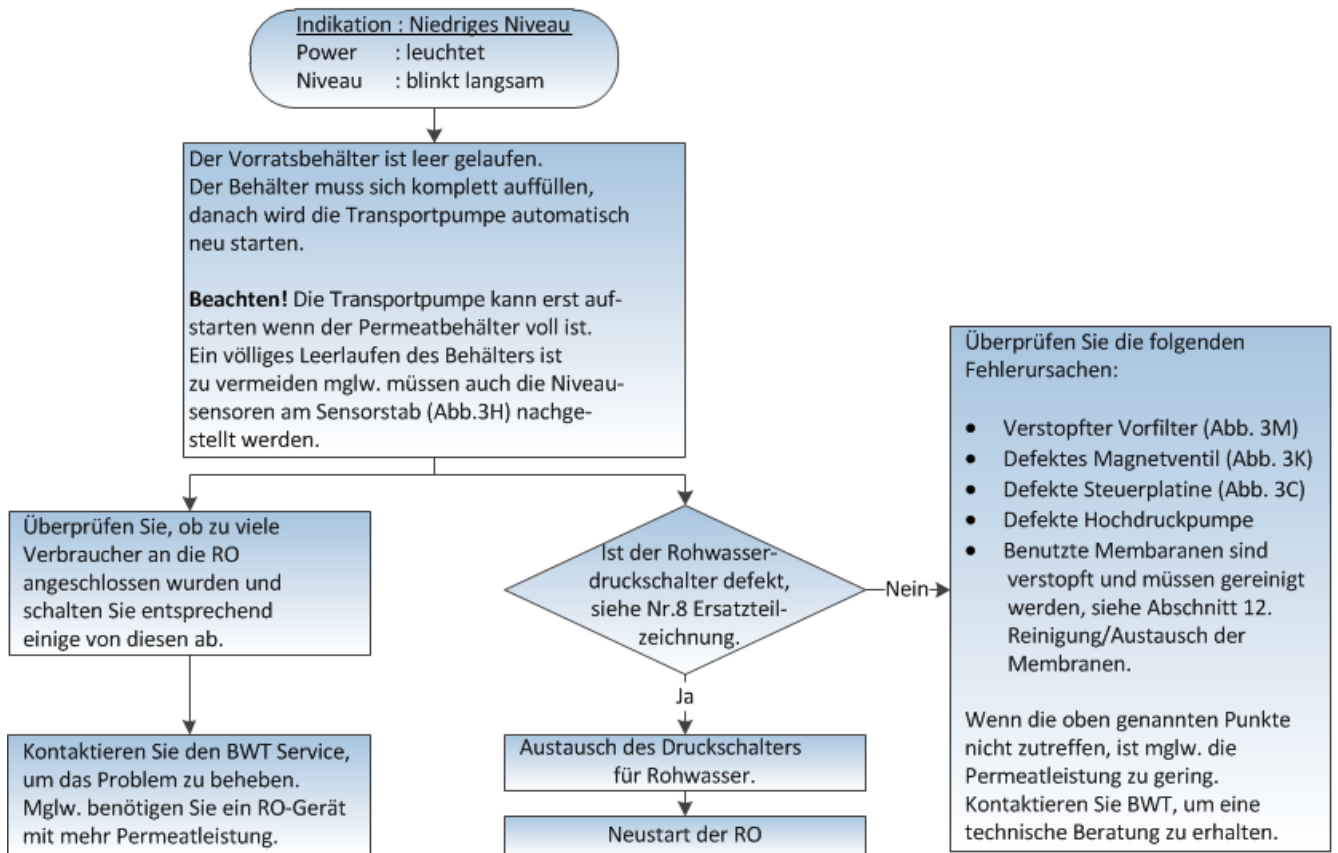 Indikation : Niedriges Niveau
Power : leuchtet
Niveau : blinkt langsam
Der Vorratsbehälter ist leer gelaufen.
Der Behälter muss sich komplett auffüllen,
danach wird die Transportpumpe automatisch
neu starten.
Beachten! Die Transportpumpe kann erst auf-
starten wenn der Permeatbehälter voll ist.
Ein völliges Leerlaufen des Behälters ist
zu vermeiden mglw. müssen auch die Niveau-
sensoren am Sensorstab (Abb.3H) nachge-
stellt werden.
Überprüfen Sie, ob zu viele
Verbraucher an die RO
angeschlossen wurden und
schalten Sie entsprechend
einige von diesen ab.
Kontaktieren Sie den BWT Service,
um das Problem zu beheben.
Mglw. benötigen Sie ein RO-Gerät
mit mehr Permeatleistung.
Ist der Rohwasser-
druckschalter defekt,
siehe Nr.8 Ersatzteil-
zeichnung.
Nein
Ja
Austausch des Druckschalters
für Rohwasser.
Neustart der RO
Überprüfen Sie die folgenden
Fehlerursachen:
• Verstopfter Vorfilter (Abb. 3M)
• Defektes Magnetventil (Abb. 3K)
• Defekte Steuerplatine (Abb. 3C)
• Defekte Hochdruckpumpe
• Benutzte Membaranen sind
verstopft und müssen gereinigt
werden, siehe Abschnitt 12.
Reinigung/Austausch der
Membranen.
Wenn die oben genannten Punkte
nicht zutreffen, ist mglw. die
Permeatleistung zu gering.
Kontaktieren Sie BWT, um eine
technische Beratung zu erhalten.